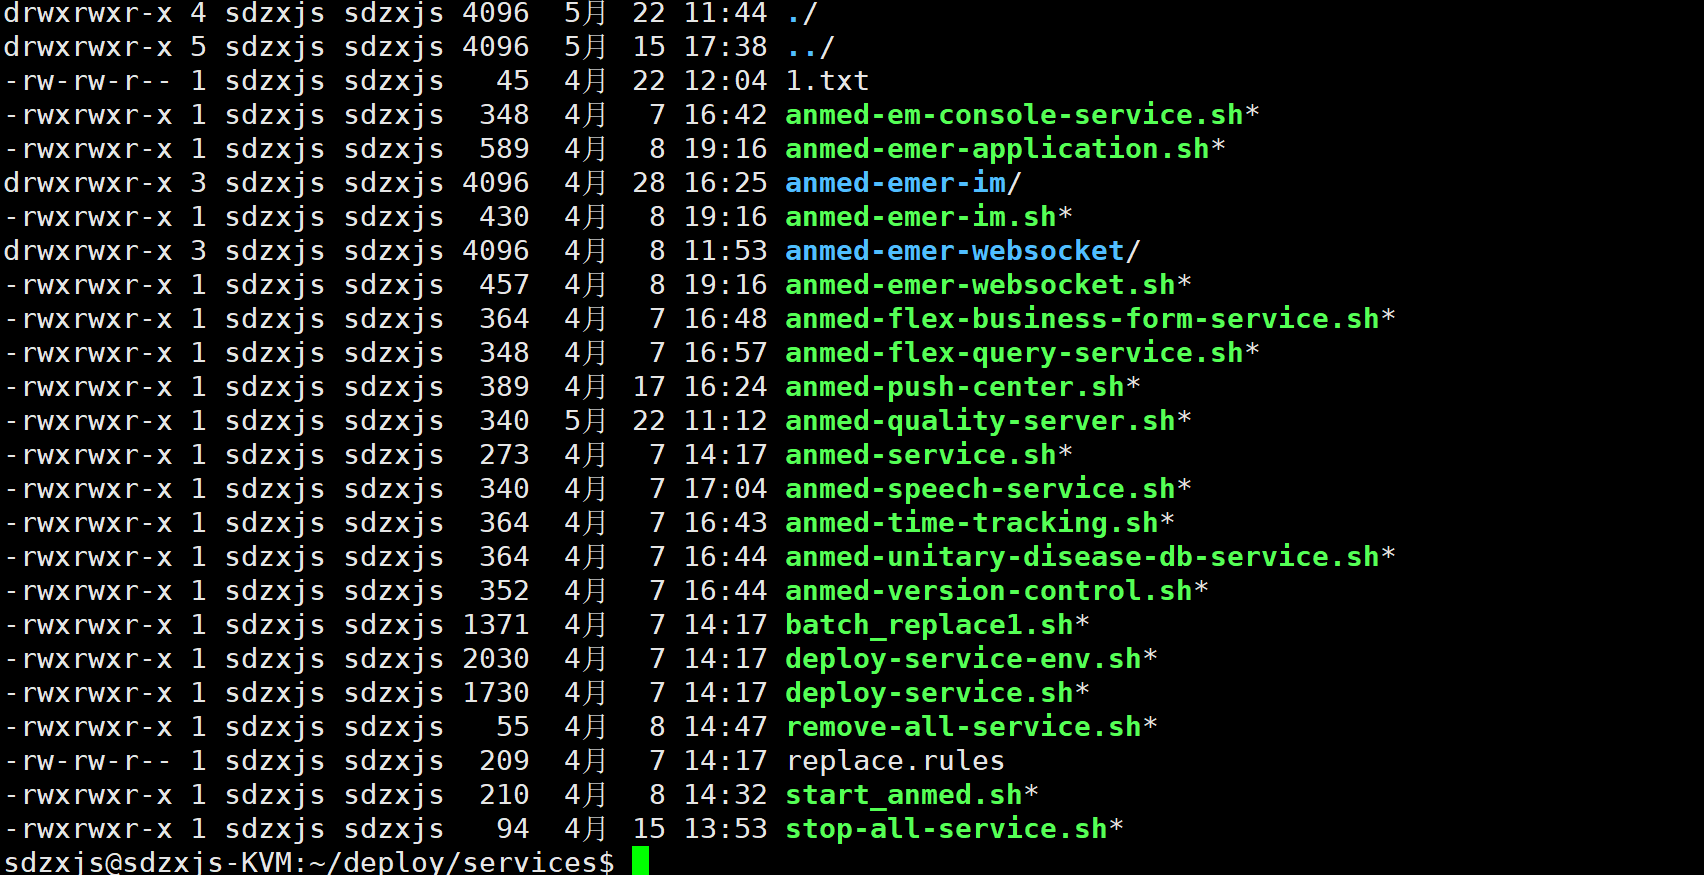 drwxrwxr-x 4 sdzxjs sdzxjs 4096  5月  22 11:44 ./
drwxrwxr-x 5 sdzxjs sdzxjs 4096  5月  15 17:38 ../
-rw-rw-r-- 1 sdzxjs sdzxjs   45  4月  22 12:04 1.txt
-rwxrwxr-x 1 sdzxjs sdzxjs  348  4月   7 16:42 anmed-em-console-service.sh*
-rwxrwxr-x 1 sdzxjs sdzxjs  589  4月   8 19:16 anmed-emer-application.sh*
drwxrwxr-x 3 sdzxjs sdzxjs 4096  4月  28 16:25 anmed-emer-im/
-rwxrwxr-x 1 sdzxjs sdzxjs  430  4月   8 19:16 anmed-emer-im.sh*
drwxrwxr-x 3 sdzxjs sdzxjs 4096  4月   8 11:53 anmed-emer-websocket/
-rwxrwxr-x 1 sdzxjs sdzxjs  457  4月   8 19:16 anmed-emer-websocket.sh*
-rwxrwxr-x 1 sdzxjs sdzxjs  364  4月   7 16:48 anmed-flex-business-form-service.sh*
-rwxrwxr-x 1 sdzxjs sdzxjs  348  4月   7 16:57 anmed-flex-query-service.sh*
-rwxrwxr-x 1 sdzxjs sdzxjs  389  4月  17 16:24 anmed-push-center.sh*
-rwxrwxr-x 1 sdzxjs sdzxjs  340  5月  22 11:12 anmed-quality-server.sh*
-rwxrwxr-x 1 sdzxjs sdzxjs  273  4月   7 14:17 anmed-service.sh*
-rwxrwxr-x 1 sdzxjs sdzxjs  340  4月   7 17:04 anmed-speech-service.sh*
-rwxrwxr-x 1 sdzxjs sdzxjs  364  4月   7 16:43 anmed-time-tracking.sh*
-rwxrwxr-x 1 sdzxjs sdzxjs  364  4月   7 16:44 anmed-unitary-disease-db-service.sh*
-rwxrwxr-x 1 sdzxjs sdzxjs  352  4月   7 16:44 anmed-version-control.sh*
-rwxrwxr-x 1 sdzxjs sdzxjs 1371  4月   7 14:17 batch_replace1.sh*
-rwxrwxr-x 1 sdzxjs sdzxjs 2030  4月   7 14:17 deploy-service-env.sh*
-rwxrwxr-x 1 sdzxjs sdzxjs 1730  4月   7 14:17 deploy-service.sh*
-rwxrwxr-x 1 sdzxjs sdzxjs   55  4月   8 14:47 remove-all-service.sh*
-rw-rw-r-- 1 sdzxjs sdzxjs  209  4月   7 14:17 replace.rules
-rwxrwxr-x 1 sdzxjs sdzxjs  210  4月   8 14:32 start_anmed.sh*
-rwxrwxr-x 1 sdzxjs sdzxjs   94  4月  15 13:53 stop-all-service.sh*
sdzxjs@sdzxjs-KVM:~/deploy/services$